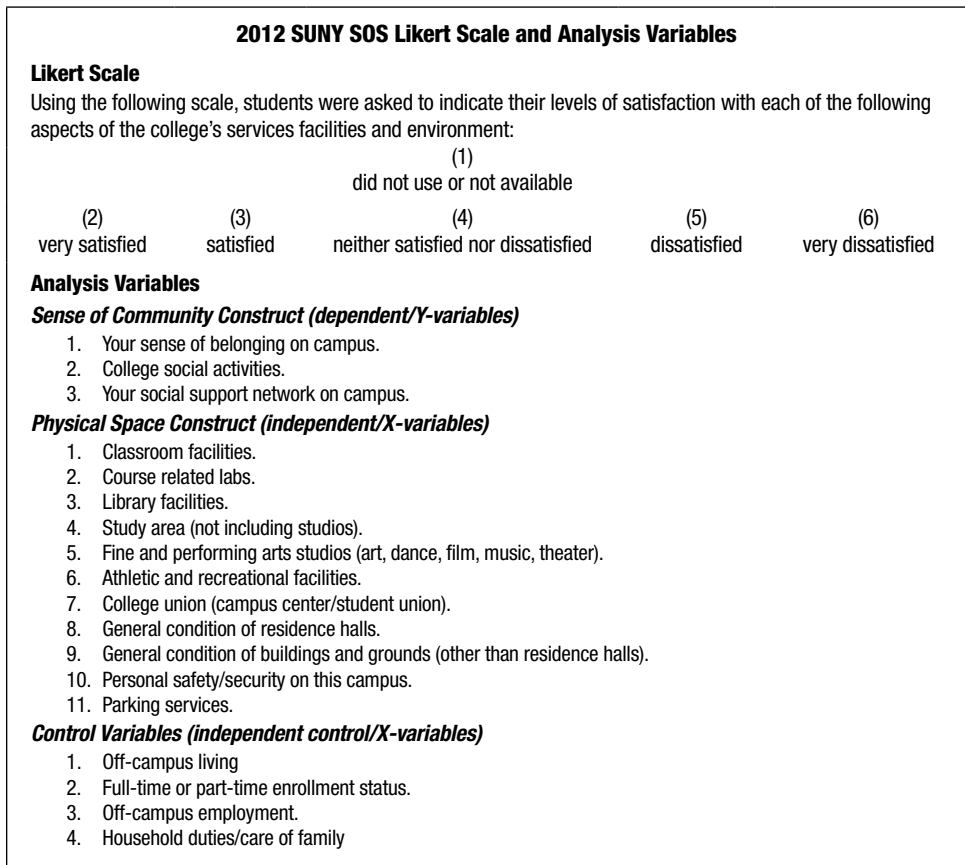 2012 SUNY SOS Likert Scale and Analysis Variables
Likert Scale
Using the following scale, students were asked to indicate their levels of satisfaction with each of the following
aspects of the college’s services facilities and environment:
(1)
did not use or not available
(2) (3) (4) (5) (6)
very satisfied satisfied neither satisfied nor dissatisfied dissatisfied very dissatisfied
Analysis Variables
Sense of Community Construct (dependent/Y-variables)
1. Your sense of belonging on campus.
2. College social activities.
3. Your social support network on campus.
Physical Space Construct (independent/X-variables)
1. Classroom facilities.
2. Course related labs.
3. Library facilities.
4. Study area (not including studios).
5. Fine and performing arts studios (art, dance, film, music, theater).
6. Athletic and recreational facilities.
7. College union (campus center/student union).
8. General condition of residence halls.
9. General condition of buildings and grounds (other than residence halls).
10. Personal safety/security on this campus.
11. Parking services.
Control Variables (independent control/X-variables)
1. Off-campus living
2. Full-time or part-time enrollment status.
3. Off-campus employment.
4. Household duties/care of family